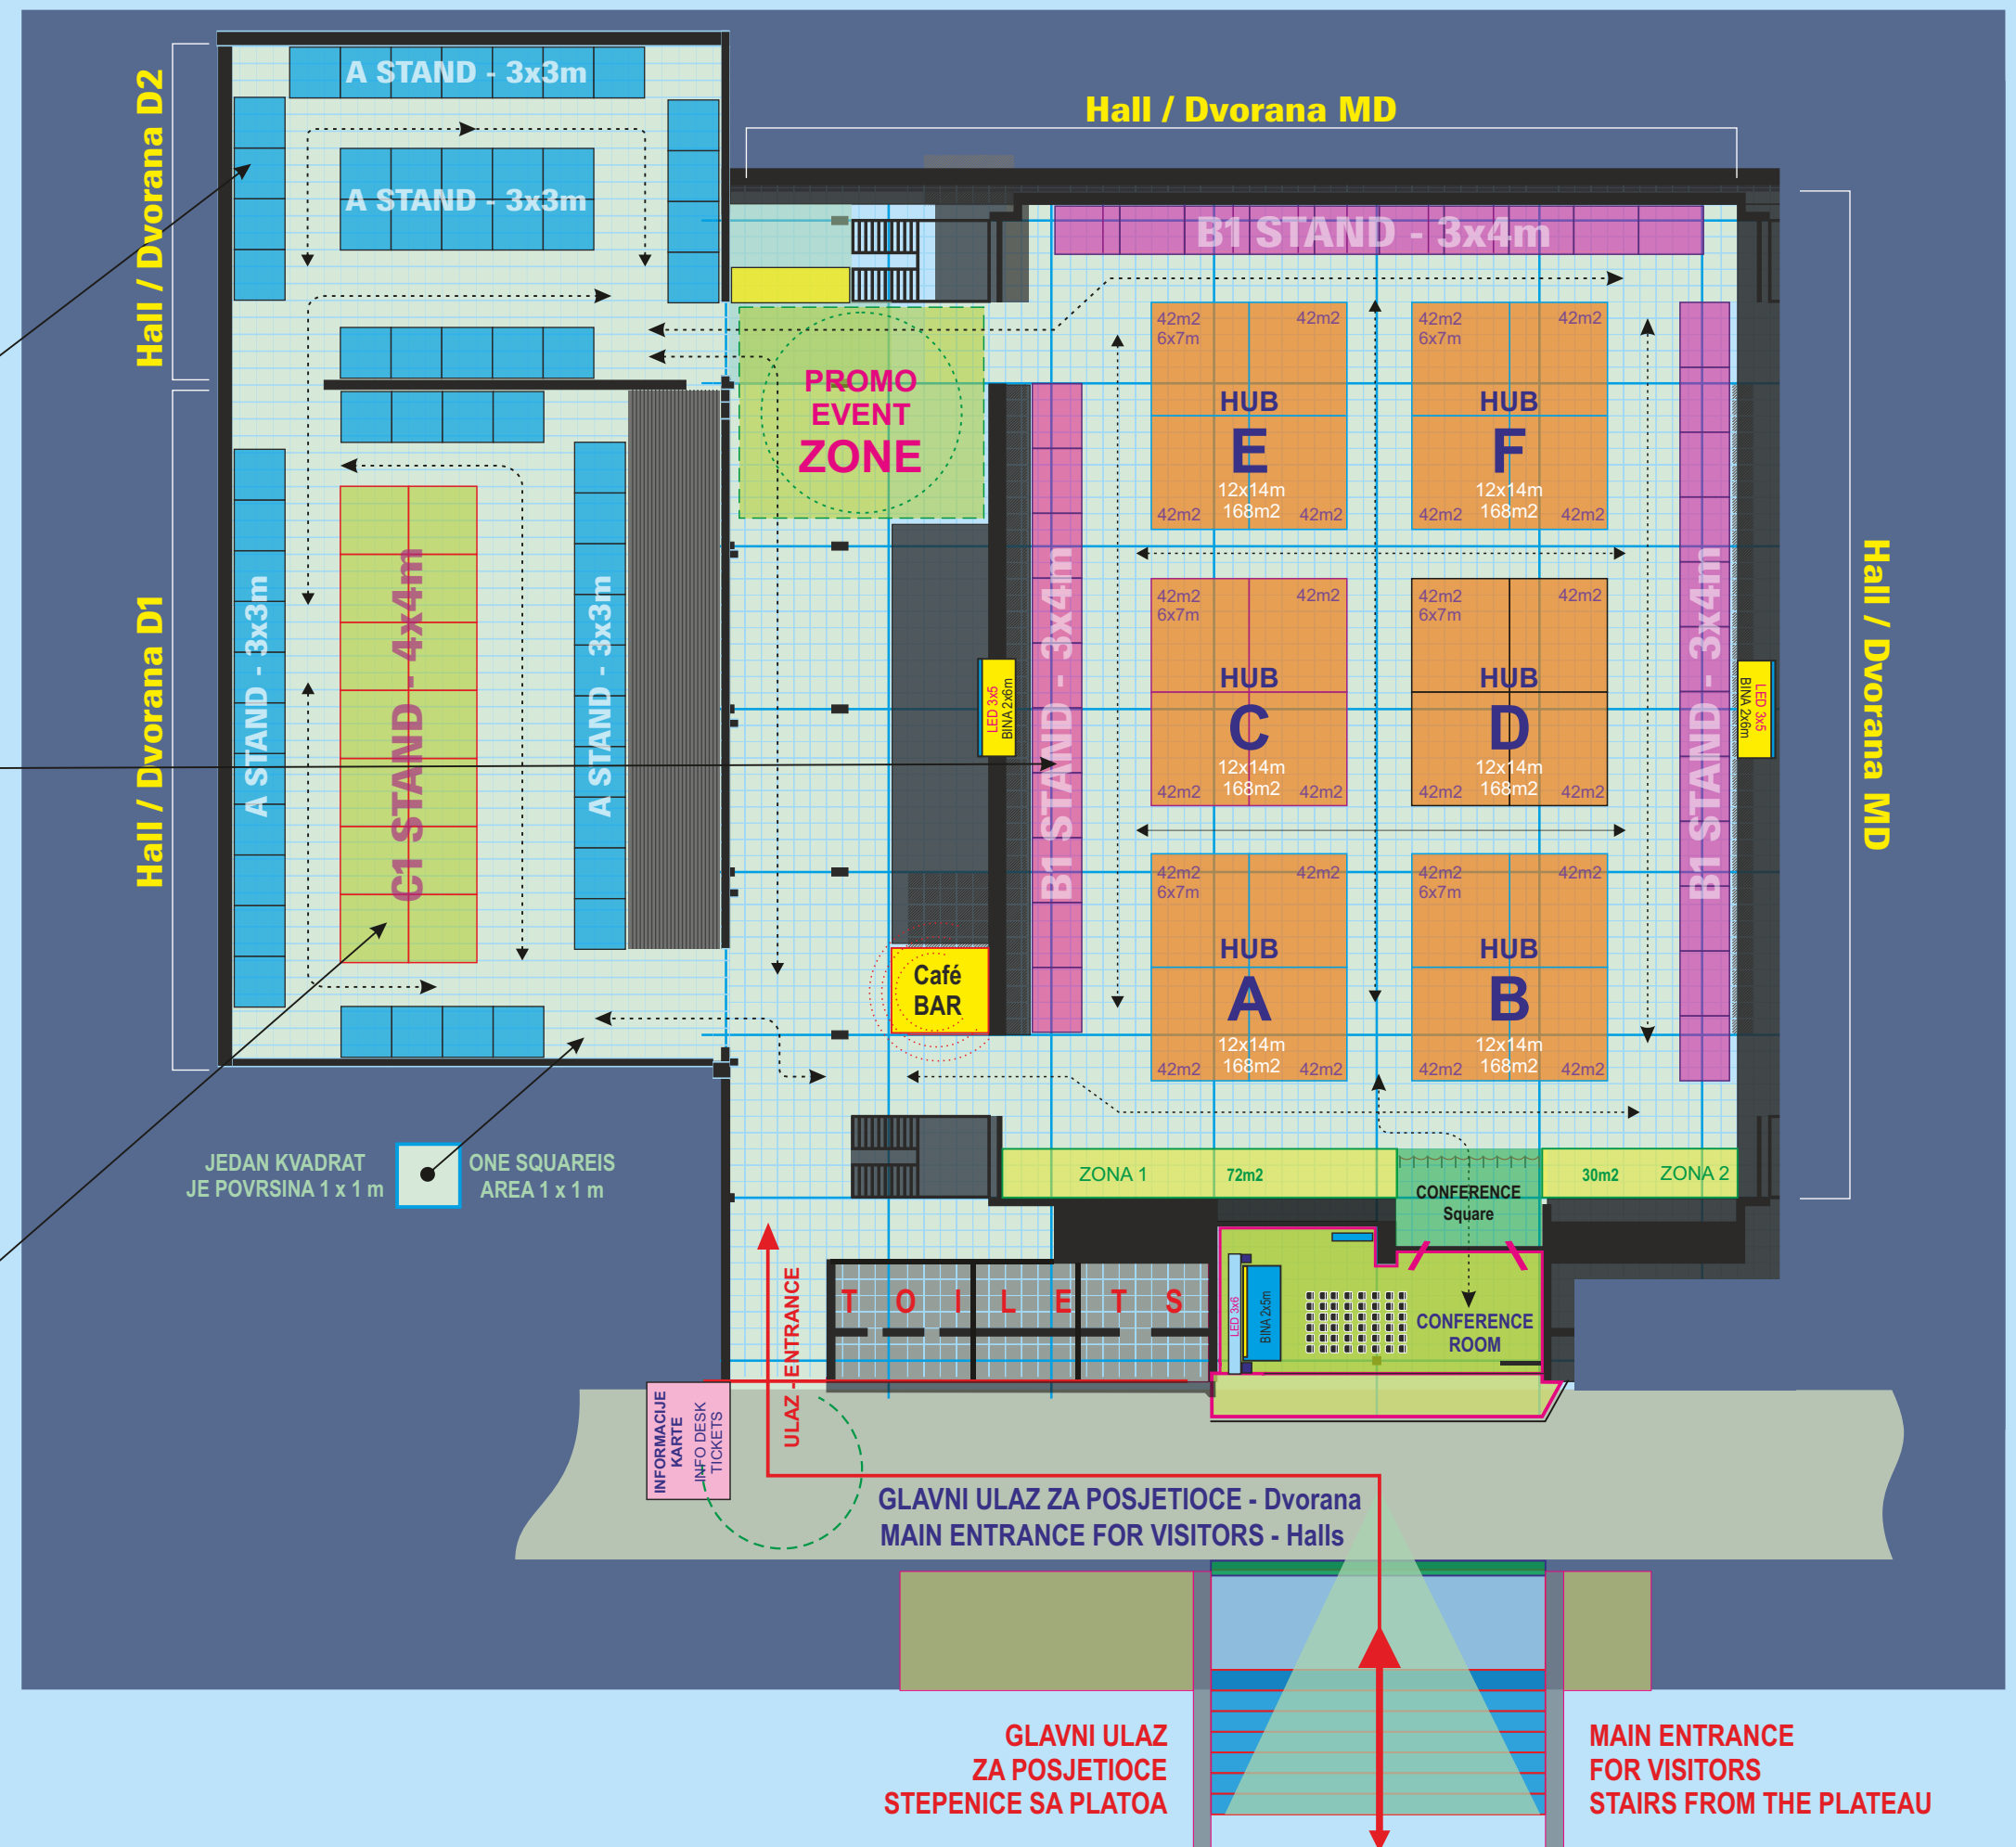 Hall / Dvorana D2
A STAND - 3x3m
A STAND - 3x3m
Hall / Dvorana MD
B1 STAND - 3x4m
PROMO
EVENT
ZONE
42m2 42m2
6x7m
HUB
E
12x14m
42m2 168m2 42m2
42m2 42m2
6x7m
HUB
F
12x14m
42m2 168m2 42m2
Hall / Dvorana D1
A STAND - 3x3m
C1 STAND - 4x4m
A STAND - 3x3m
LED 3x5
BINA 2x6m
B1 STAND - 3x4m
42m2 42m2
6x7m
HUB
C
12x14m
42m2 168m2 42m2
42m2 42m2
6x7m
HUB
D
12x14m
42m2 168m2 42m2
B1 STAND - 3x4m
LED 3x5
BINA 2x6m
Hall / Dvorana MD
Café
BAR
42m2 42m2
6x7m
HUB
A
12x14m
42m2 168m2 42m2
42m2 42m2
6x7m
HUB
B
12x14m
42m2 168m2 42m2
JEDAN KVADRAT
JE POVRSINA 1 x 1 m
ONE SQUAREIS
AREA 1 x 1 m
ZONA 1 72m2
CONFERENCE
Square
30m2 ZONA 2
ULAZ - ENTRANCE
TOILETS
LED 3x6
BINA 2x5m
CONFERENCE
ROOM
INFORMACIJE
KARTE
INFO DESK
TICKETS
GLAVNI ULAZ ZA POSJETIOCE - Dvorana
MAIN ENTRANCE FOR VISITORS - Halls
GLAVNI ULAZ
ZA POSJETIOCE
STEPENICE SA PLATOA
MAIN ENTRANCE
FOR VISITORS
STAIRS FROM THE PLATEAU